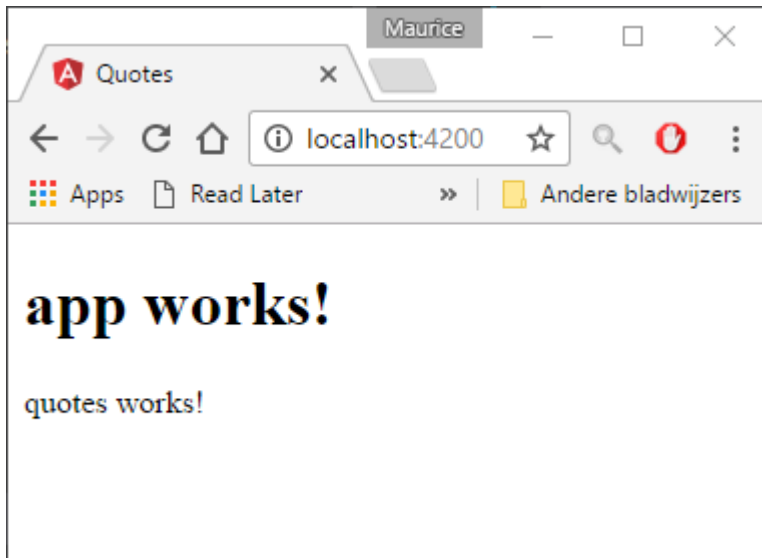 Maurice
Quotes
localhost:4200
Apps Read Later » Andere bladwijzers
app works!
quotes works!